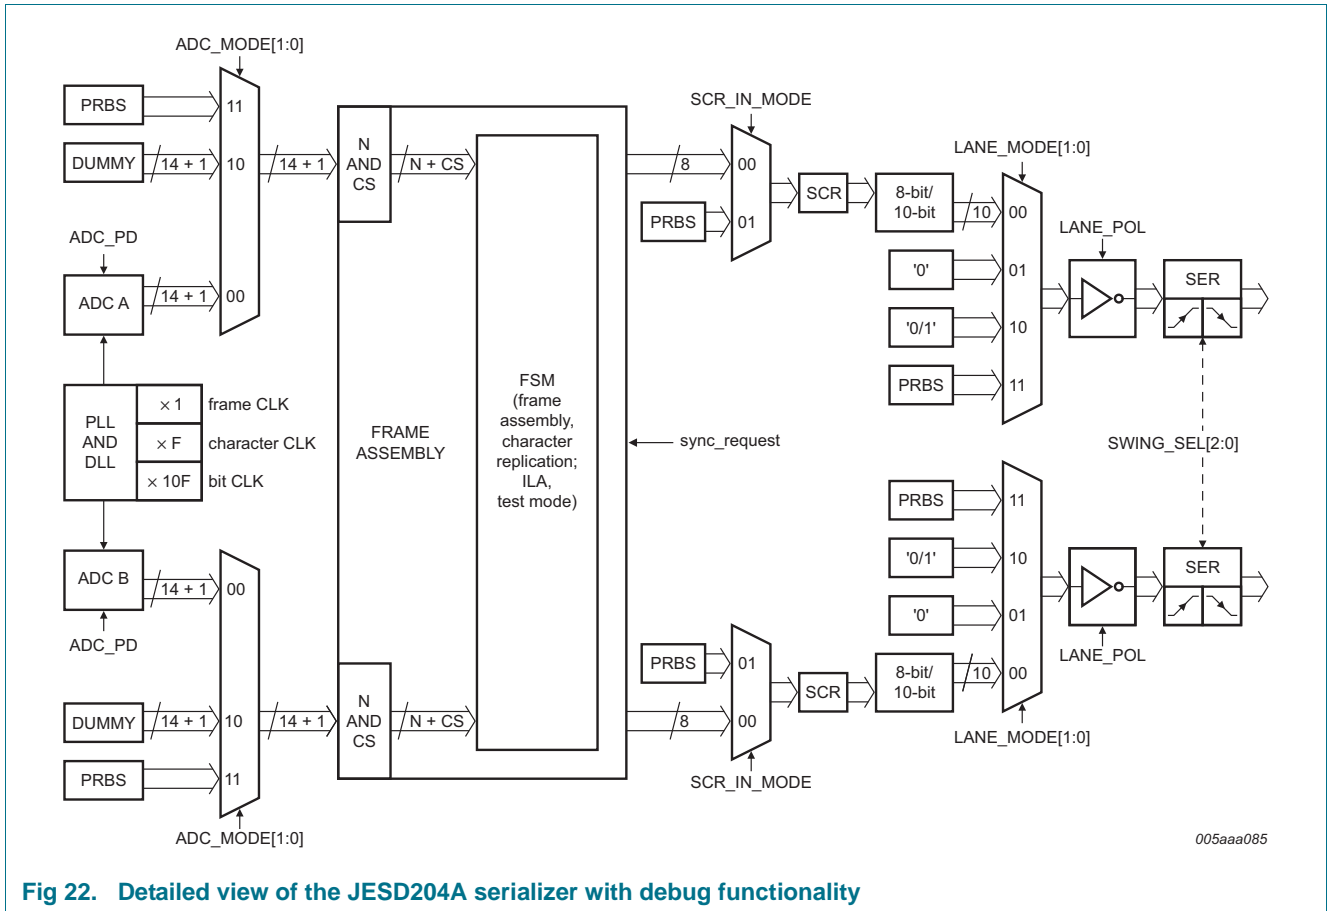 ADC_MODE[1:0]
PRBS
11
DUMMY
14 + 1
10
14 + 1
N
AND
CS
N + CS
ADC_PD
ADC A
14 + 1
00
PLL
AND
DLL
× 1
frame CLK
× F
character CLK
× 10F
bit CLK
ADC B
14 + 1
00
ADC_PD
DUMMY
14 + 1
10
14 + 1
N
AND
CS
N + CS
PRBS
11
ADC_MODE[1:0]
FRAME
ASSEMBLY
FSM
(frame
assembly,
character
replication;
ILA,
test mode)
sync_request
SCR_IN_MODE
8
00
PRBS
01
SCR
8-bit/
10-bit
10
LANE_MODE[1:0]
00
'0'
01
'0/1'
10
PRBS
11
LANE_POL
SER
SWING_SEL[2:0]
PRBS
11
'0/1'
10
'0'
01
8-bit/
10-bit
10
00
LANE_MODE[1:0]
PRBS
01
8
00
SCR
SCR_IN_MODE
LANE_POL
SER
005aaa085
Fig 22. Detailed view of the JESD204A serializer with debug functionality